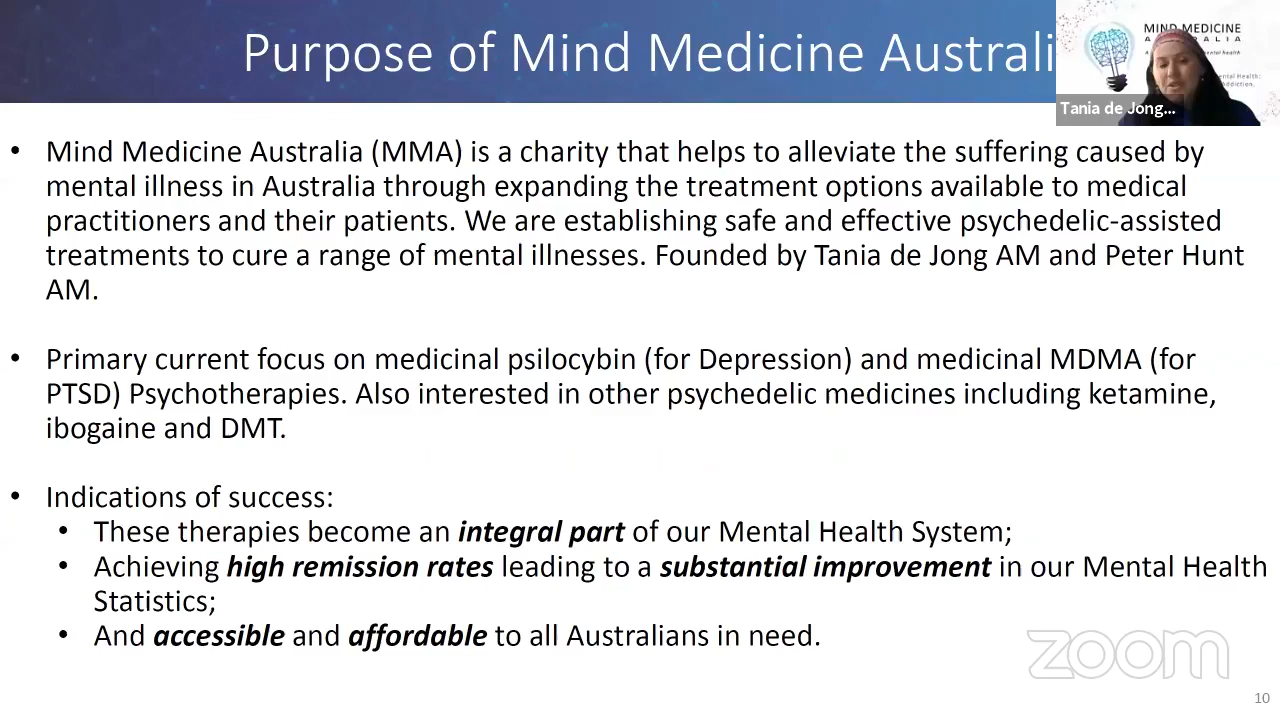 Purpose of Mind Medicine Australi
MIND MEDICINE
Mental Health:
Addiction.
Tania de Jong...
• Mind Medicine Australia (MMA) is a charity that helps to alleviate the suffering caused by
mental illness in Australia through expanding the treatment options available to medical
practitioners and their patients. We are establishing safe and effective psychedelic-assisted
treatments to cure a range of mental illnesses. Founded by Tania de Jong AM and Peter Hunt
AM.
• Primary current focus on medicinal psilocybin (for Depression) and medicinal MDMA (for
PTSD) Psychotherapies. Also interested in other psychedelic medicines including ketamine,
ibogaine and DMT.
• Indications of success:
• These therapies become an integral part of our Mental Health System;
• Achieving high remission rates leading to a substantial improvement in our Mental Health
Statistics;
• And accessible and affordable to all Australians in need.
zoom
10